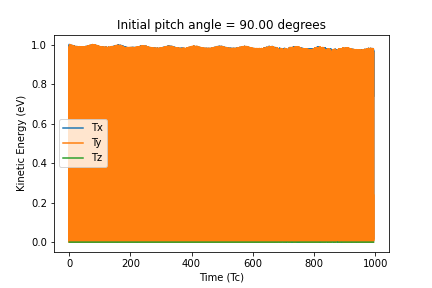 Initial pitch angle = 90.00 degrees
1.0
0.8
0.6
0.4
0.2
0.0
Kinetic Energy (eV)
Tx
Ty
Tz
0
200
400
600
800
1000
Time (Tc)